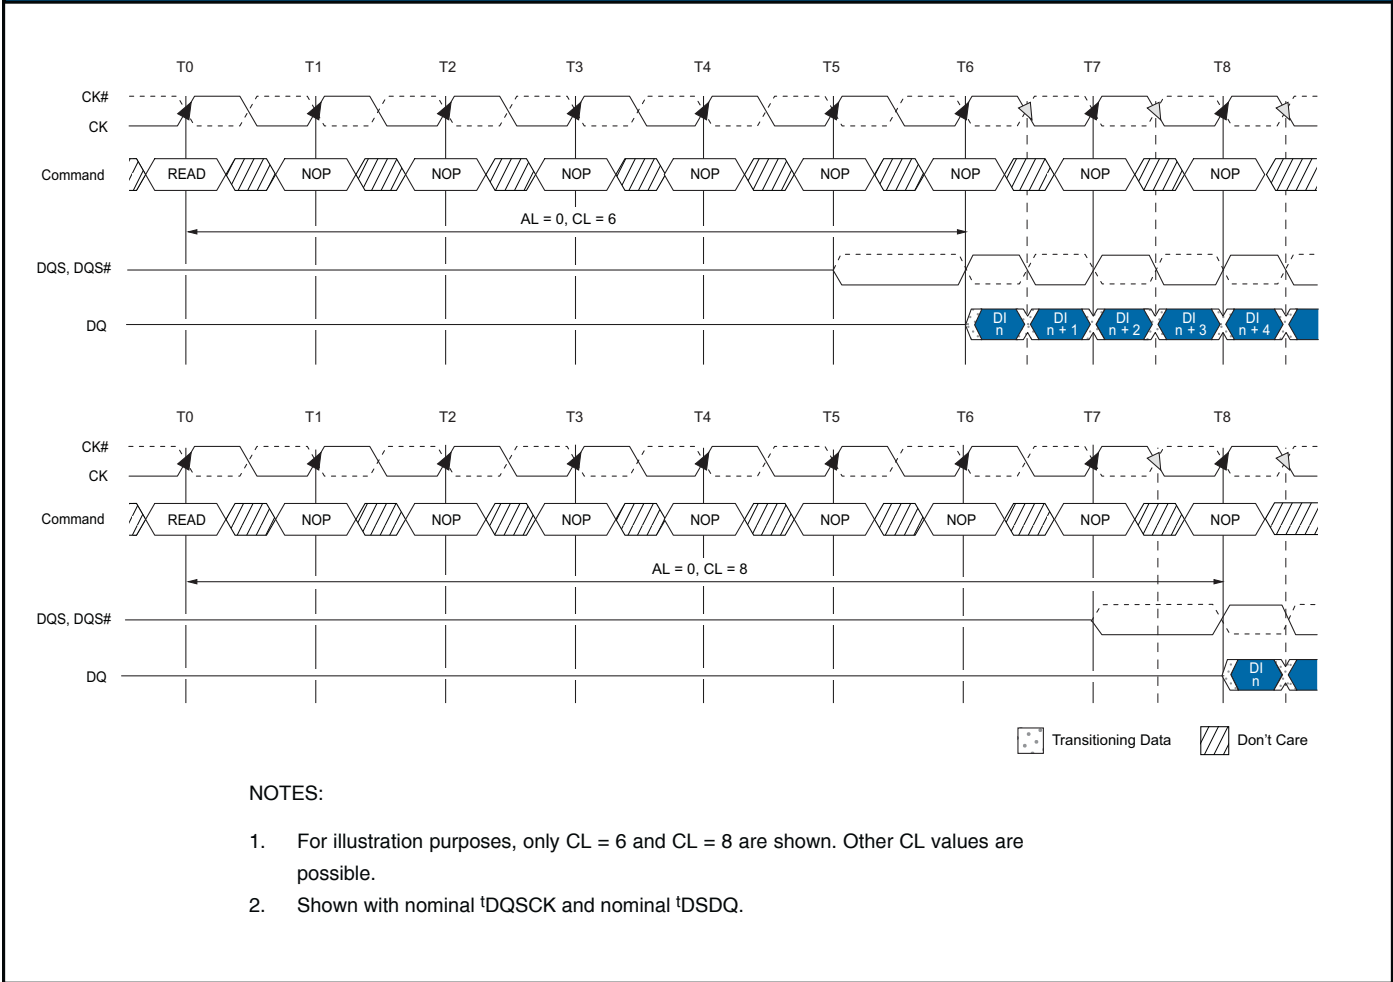 T0 T1 T2 T3 T4 T5 T6 T7 T8
CK#
CK
Command READ NOP NOP NOP NOP NOP NOP NOP NOP
AL = 0, CL = 6
DQS, DQS#
DQ DI n DI n + 1 DI n + 2 DI n + 3 DI n + 4
T0 T1 T2 T3 T4 T5 T6 T7 T8
CK#
CK
Command READ NOP NOP NOP NOP NOP NOP NOP NOP
AL = 0, CL = 8
DQS, DQS#
DQ DI n
Transitioning Data Don't Care
NOTES:
1. For illustration purposes, only CL = 6 and CL = 8 are shown. Other CL values are
possible.
2. Shown with nominal tDQSCK and nominal tDSDQ.